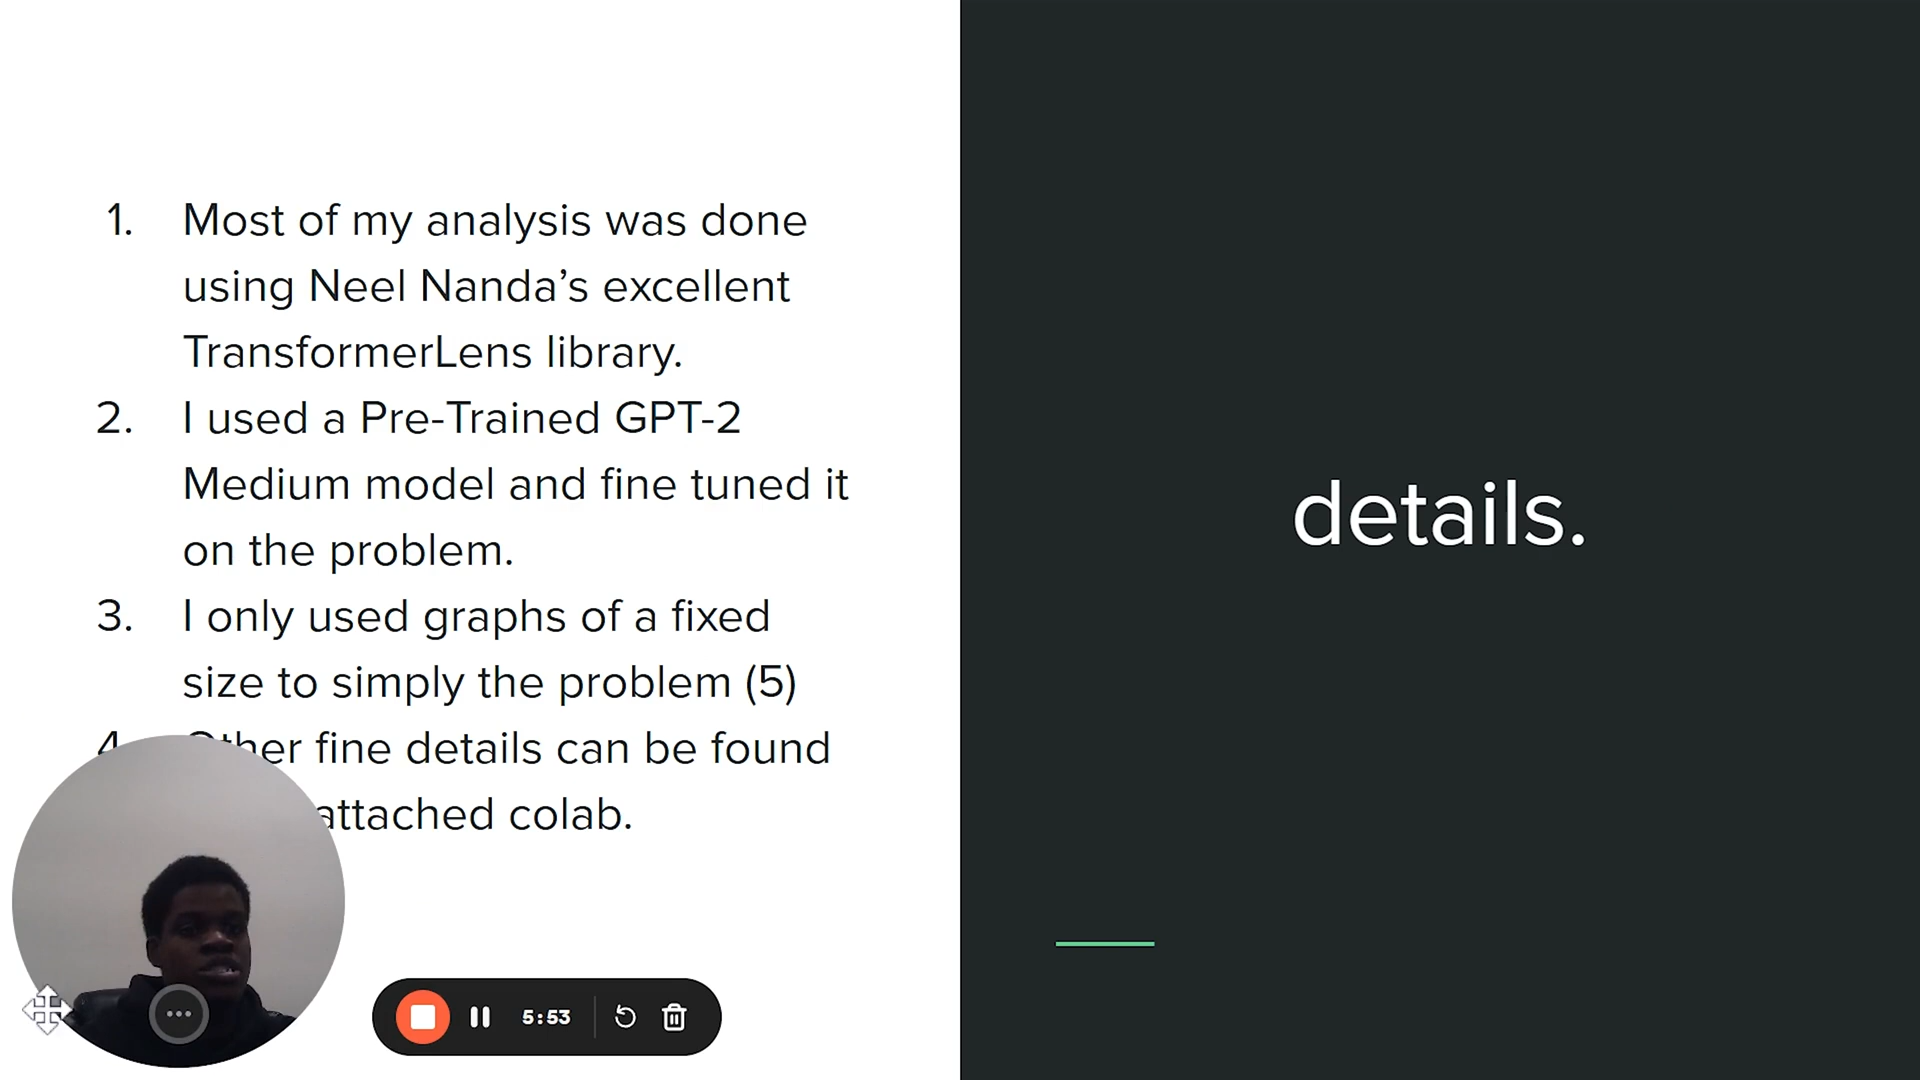 1. Most of my analysis was done
using Neel Nanda’s excellent
TransformerLens library.
2. I used a Pre-Trained GPT-2
Medium model and fine tuned it
on the problem.
3. I only used graphs of a fixed
size to simply the problem (5)
4. Other fine details can be found
attached colab.
details.
5:53